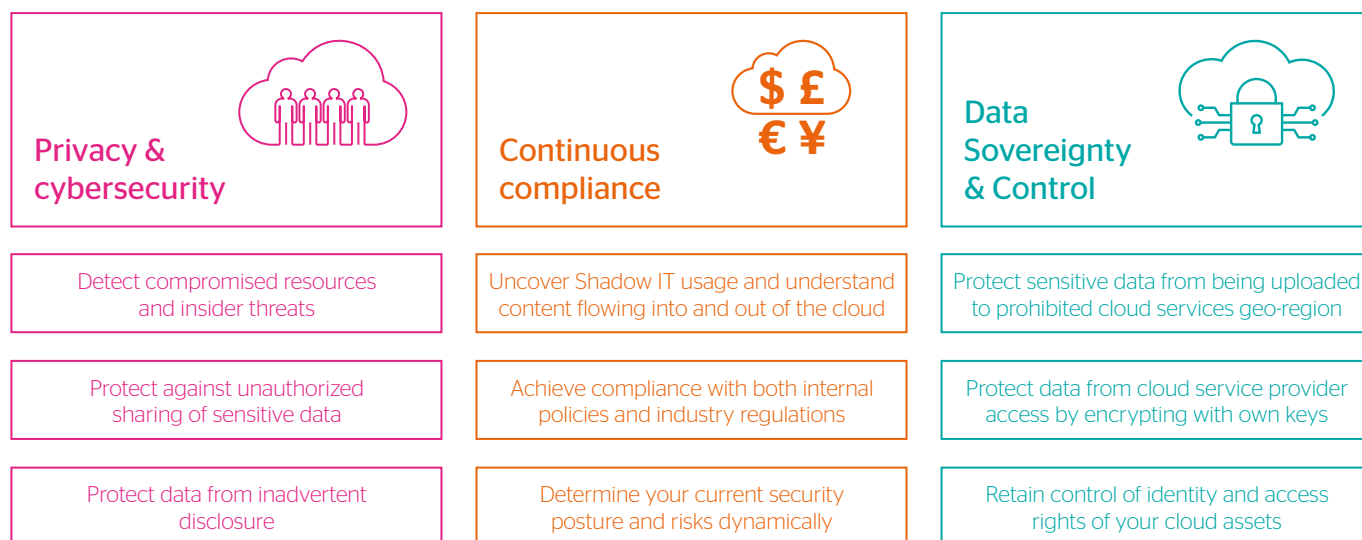 Privacy &
cybersecurity
Detect compromised resources
and insider threats
Protect against unauthorized
sharing of sensitive data
Protect data from inadvertent
disclosure
$ £
€ ¥
Continuous
compliance
Uncover Shadow IT usage and understand
content flowing into and out of the cloud
Achieve compliance with both internal
policies and industry regulations
Determine your current security
posture and risks dynamically
Data
Sovereignty
& Control
Protect sensitive data from being uploaded
to prohibited cloud services geo-region
Protect data from cloud service provider
access by encrypting with own keys
Retain control of identity and access
rights of your cloud assets